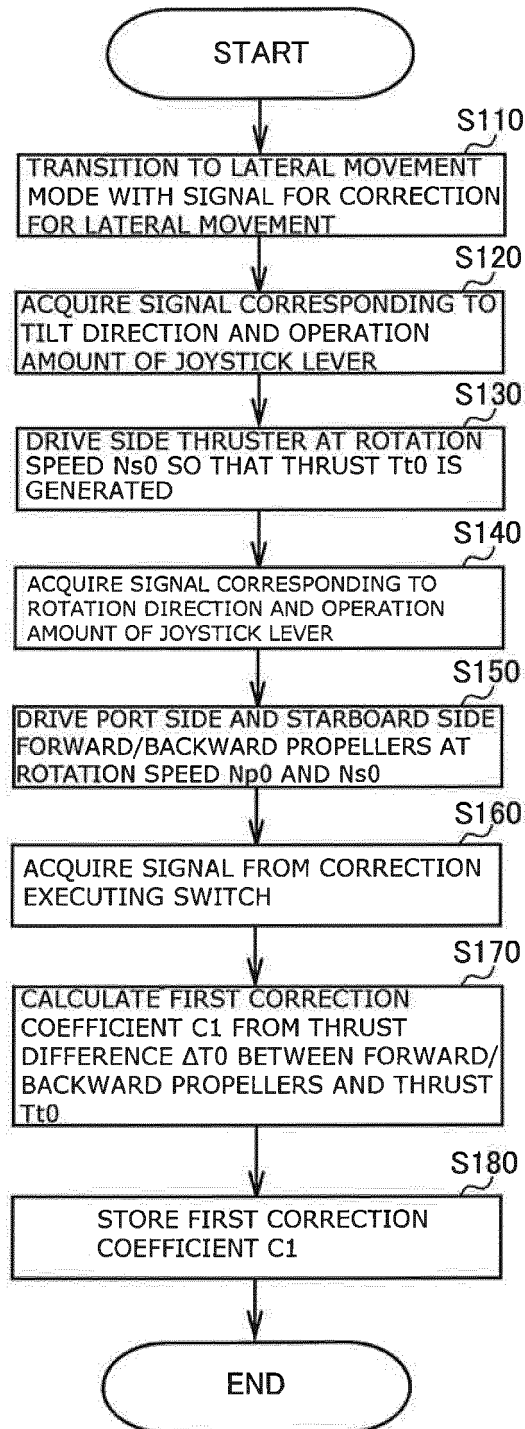 START
S110
TRANSITION TO LATERAL MOVEMENT
MODE WITH SIGNAL FOR CORRECTION
FOR LATERAL MOVEMENT
S120
ACQUIRE SIGNAL CORRESPONDING TO
TILT DIRECTION AND OPERATION
AMOUNT OF JOYSTICK LEVER
S130
DRIVE SIDE THRUSTER AT ROTATION
SPEED Ns0 SO THAT THRUST Tt0 IS
GENERATED
S140
ACQUIRE SIGNAL CORRESPONDING TO
ROTATION DIRECTION AND OPERATION
AMOUNT OF JOYSTICK LEVER
S150
DRIVE PORT SIDE AND STARBOARD SIDE
FORWARD/BACKWARD PROPELLERS AT
ROTATION SPEED Np0 AND Ns0
S160
ACQUIRE SIGNAL FROM CORRECTION
EXECUTING SWITCH
S170
CALCULATE FIRST CORRECTION
COEFFICIENT C1 FROM THRUST
DIFFERENCE ΔT0 BETWEEN FORWARD/
BACKWARD PROPELLERS AND THRUST
Tt0
S180
STORE FIRST CORRECTION
COEFFICIENT C1
END